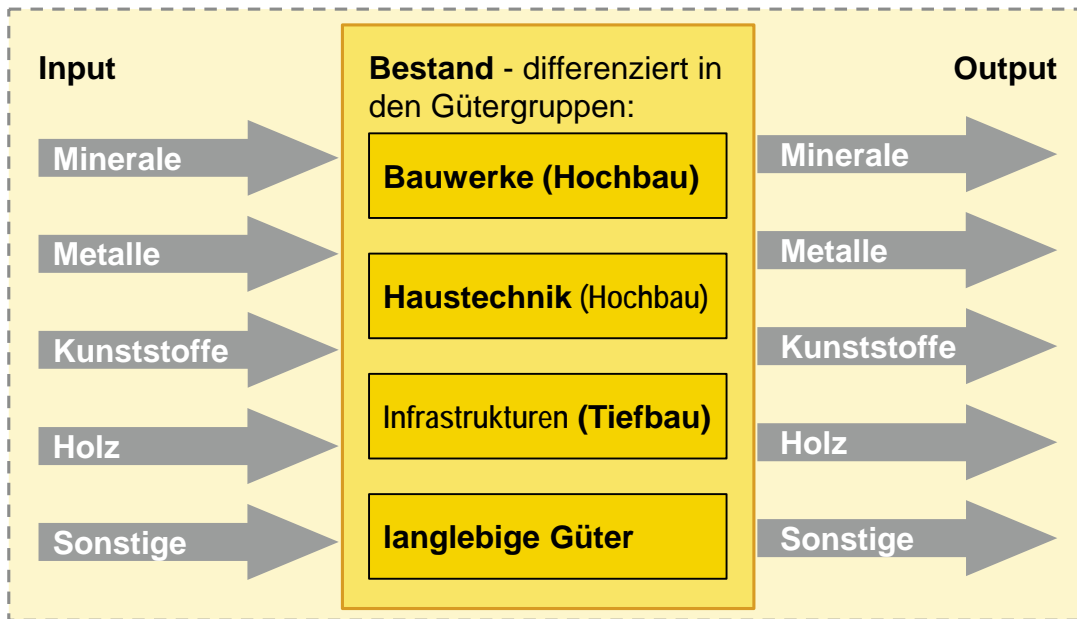 Input
Minerale
Metalle
Kunststoffe
Holz
Sonstige
Bestand - differenziert in
den Gütergruppen:
Bauwerke (Hochbau)
Haustechnik (Hochbau)
Infrastrukturen (Tiefbau)
langlebige Güter
Output
Minerale
Metalle
Kunststoffe
Holz
Sonstige